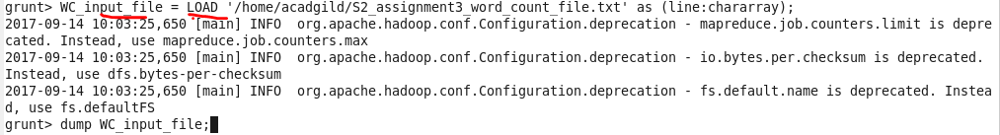 grunt> WC_input_file = LOAD '/home/acadgild/S2_assignment3_word_count_file.txt' as (line:chararray);
2017-09-14 10:03:25,650 [main] INFO  org.apache.hadoop.conf.Configuration.deprecation - mapreduce.job.counters.limit is depre
cated. Instead, use mapreduce.job.counters.max
2017-09-14 10:03:25,650 [main] INFO  org.apache.hadoop.conf.Configuration.deprecation - io.bytes.per.checksum is deprecated.
Instead, use dfs.bytes-per-checksum
2017-09-14 10:03:25,650 [main] INFO  org.apache.hadoop.conf.Configuration.deprecation - fs.default.name is deprecated. Instea
d, use fs.defaultFS
grunt> dump WC_input_file;